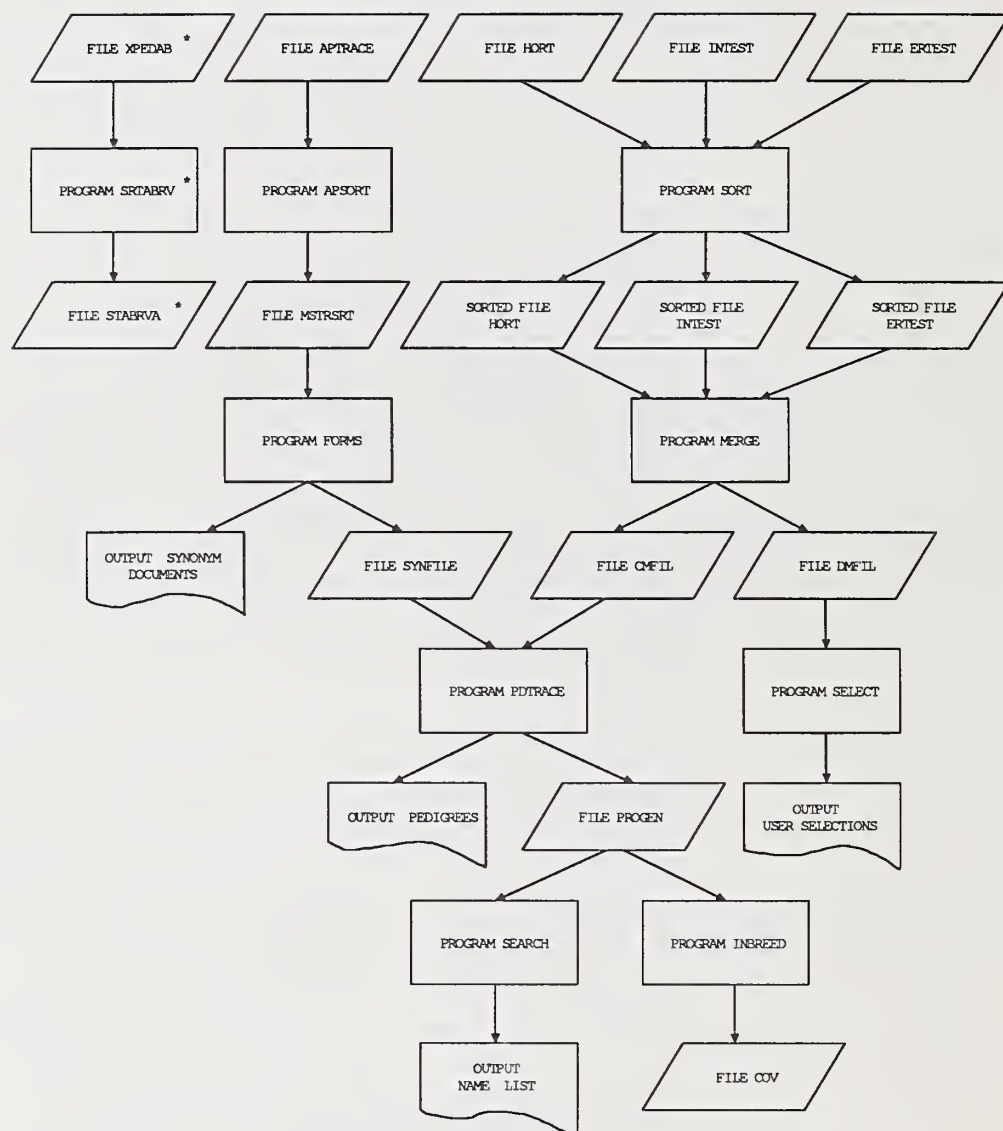 FILE XPEDAB *
FILE APTRACE
FILE HORT
FILE INTEST
FILE ERTEST
PROGRAM SRTABRV *
PROGRAM APSORT
PROGRAM SORT
FILE STABRVA *
FILE MSTRSRT
SORTED FILE
HORT
SORTED FILE
INTEST
SORTED FILE
ERTEST
PROGRAM FORMS
PROGRAM MERGE
OUTPUT SYNONYM
DOCUMENTS
FILE SYNFILE
FILE CMFIL
FILE DMFIL
PROGRAM PDTRACE
PROGRAM SELECT
OUTPUT PEDIGREES
FILE PROGEN
OUTPUT
USER SELECTIONS
PROGRAM SEARCH
PROGRAM INBREED
OUTPUT
NAME LIST
FILE COV